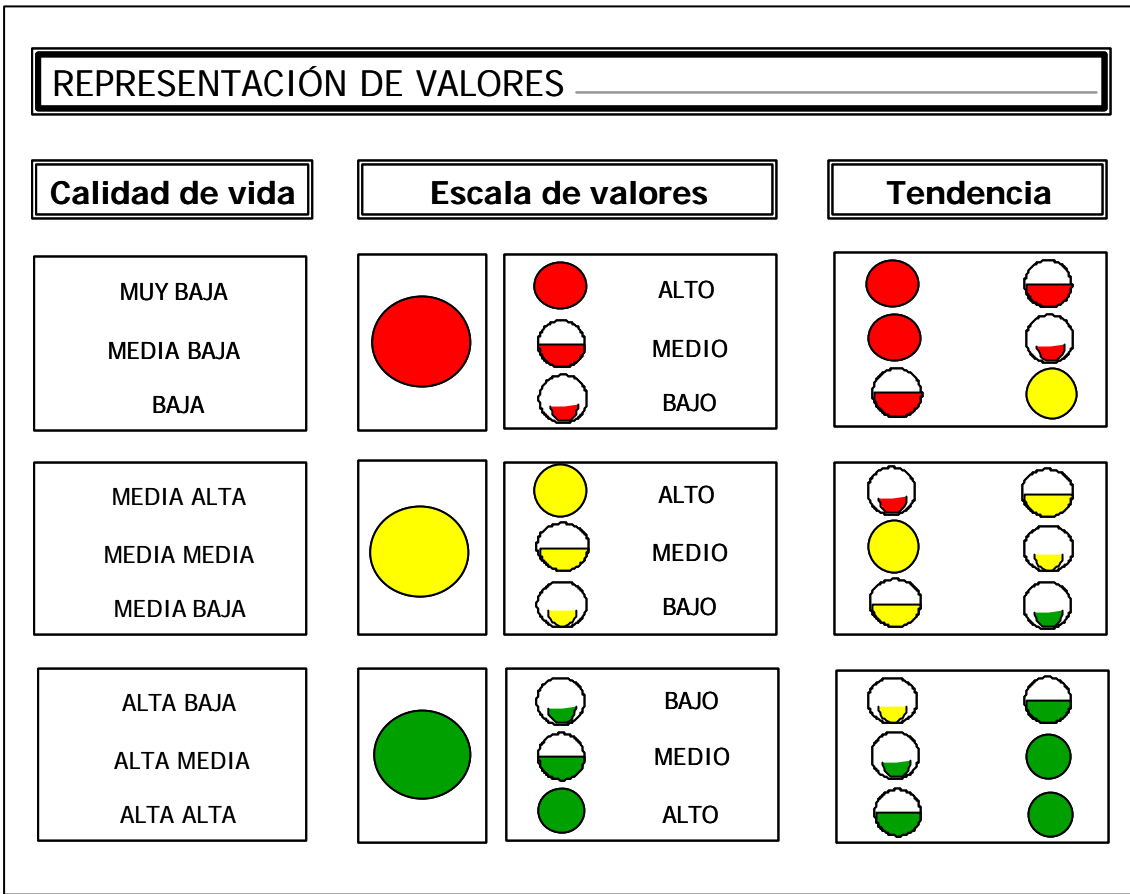 REPRESENTACIÓN DE VALORES
Calidad de vida
Escala de valores
Tendencia
MUY BAJA
MEDIA BAJA
BAJA
ALTO
MEDIO
BAJO
MEDIA ALTA
MEDIA MEDIA
MEDIA BAJA
ALTO
MEDIO
BAJO
ALTA BAJA
ALTA MEDIA
ALTA ALTA
BAJO
MEDIO
ALTO